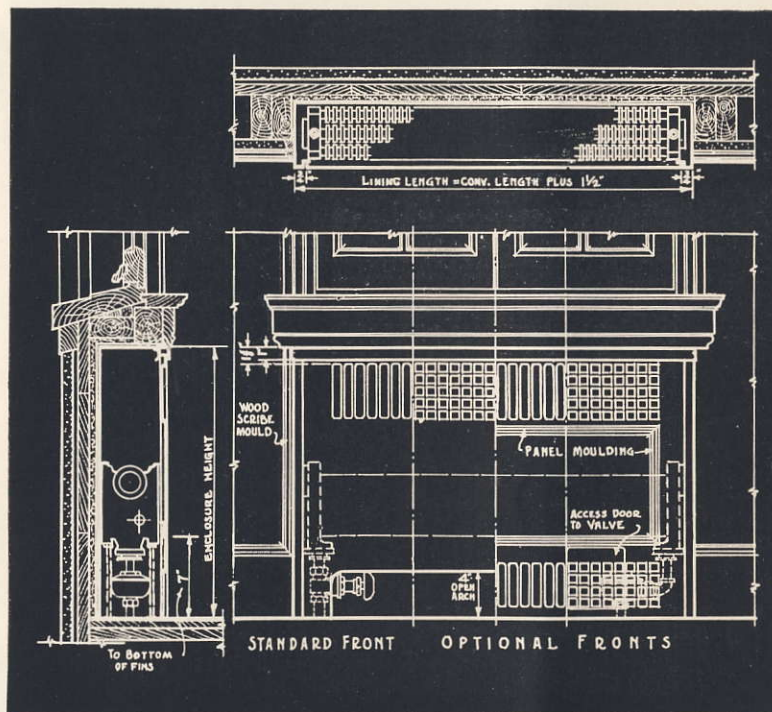 LINING LENGTH = CONV. LENGTH PLUS 1½"
WOOD
SCRIBE
MOULD
PANEL MOULDING
ENCLOSURE HEIGHT
ACCESS DOOR
TO VALVE
7"
4"
OPEN
ARCH
STANDARD FRONT OPTIONAL FRONTS
TO BOTTOM
OF FINS